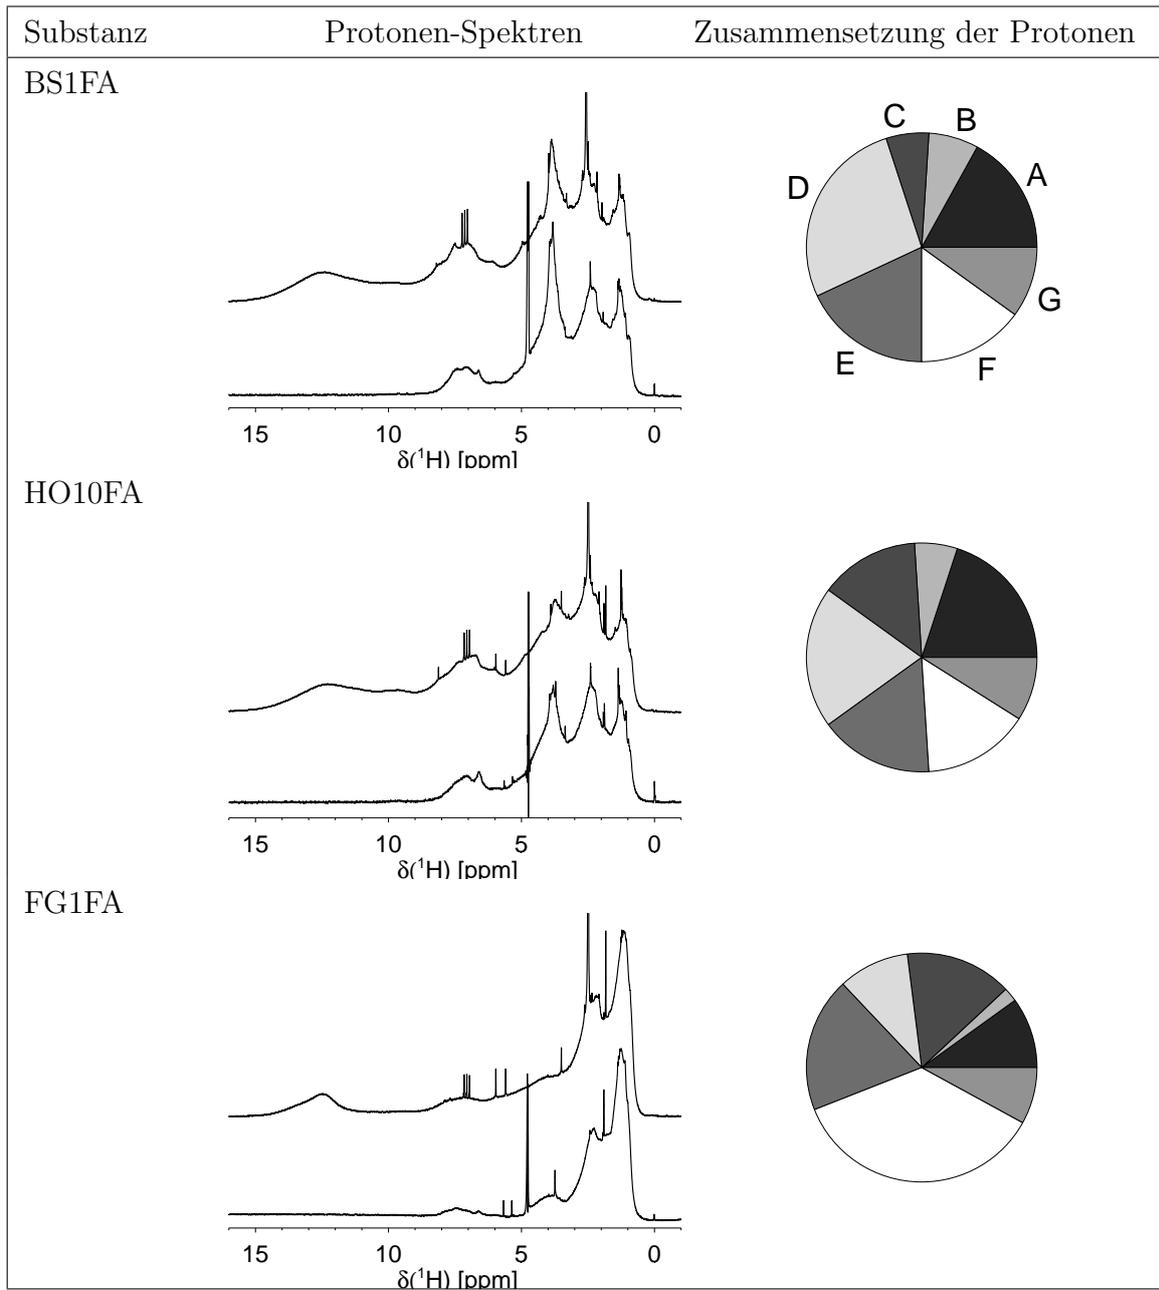 Substanz Protonen-Spektren Zusammensetzung der Protonen
BS1FA
C B
D A
G
E F
15 10 5 0
δ(¹H) [ppm]
HO10FA
15 10 5 0
δ(¹H) [ppm]
FG1FA
15 10 5 0
δ(¹H) [ppm]